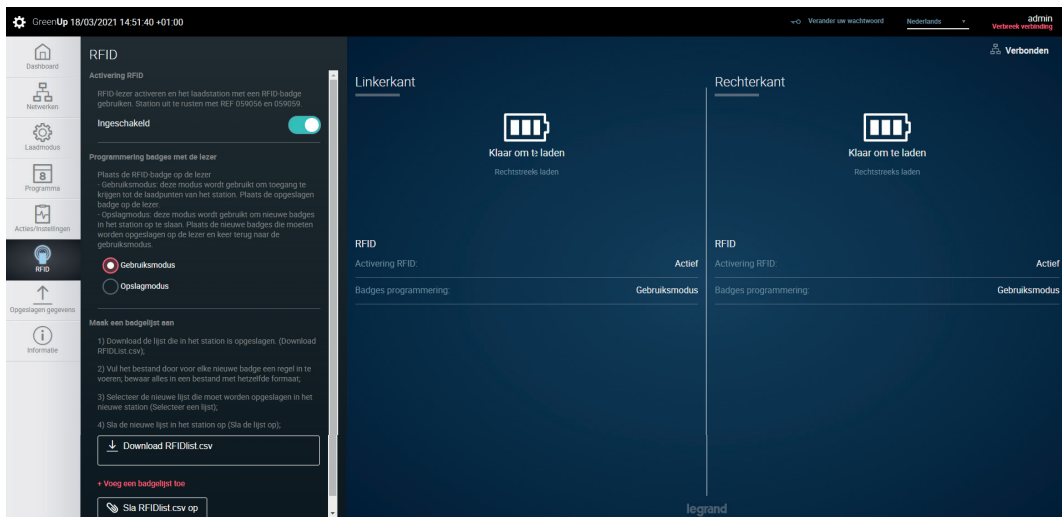 GreenUp 18/03/2021 14:51:40 +01:00
Verander uw wachtwoord
Nederlands
admin
Verbreek verbinding
Dashboard
Netwerken
Laadmodus
8
Programma
Acties/Instellingen
RFID
Opgeslagen gegevens
Informatie
RFID
Activering RFID
RFID-lezer activeren en het laadstation met een RFID-badge
gebruiken. Station uit te rusten met REF 059056 en 059059.
Ingeschakeld
Programmering badges met de lezer
Plaats de RFID-badge op de lezer
- Gebruiksmodus: deze modus wordt gebruikt om toegang te
krijgen tot de laadpunten van het station. Plaats de opgeslagen
badge op de lezer.
- Opslagmodus: deze modus wordt gebruikt om nieuwe badges
in het station op te slaan. Plaats de nieuwe badges die moeten
worden opgeslagen op de lezer en keer terug naar de
gebruiksmodus.
Gebruiksmodus
Opslagmodus
Maak een badgelijst aan
1) Download de lijst die in het station is opgeslagen. (Download
RFIDList.csv);
2) Vul het bestand door voor elke nieuwe badge een regel in te
voeren; bewaar alles in een bestand met hetzelfde formaat;
3) Selecteer de nieuwe lijst die moet worden opgeslagen in het
nieuwe station (Selecteer een lijst);
4) Sla de nieuwe lijst in het station op (Sla de lijst op);
Download RFIDlist.csv
+ Voeg een badgelijst toe
Sla RFIDlist.csv op
Verbonden
Linkerkant
Klaar om te laden
Rechtstreeks laden
RFID
Activering RFID: Actief
Badges programmering: Gebruiksmodus
Rechterkant
Klaar om te laden
Rechtstreeks laden
RFID
Activering RFID: Actief
Badges programmering: Gebruiksmodus
legrand